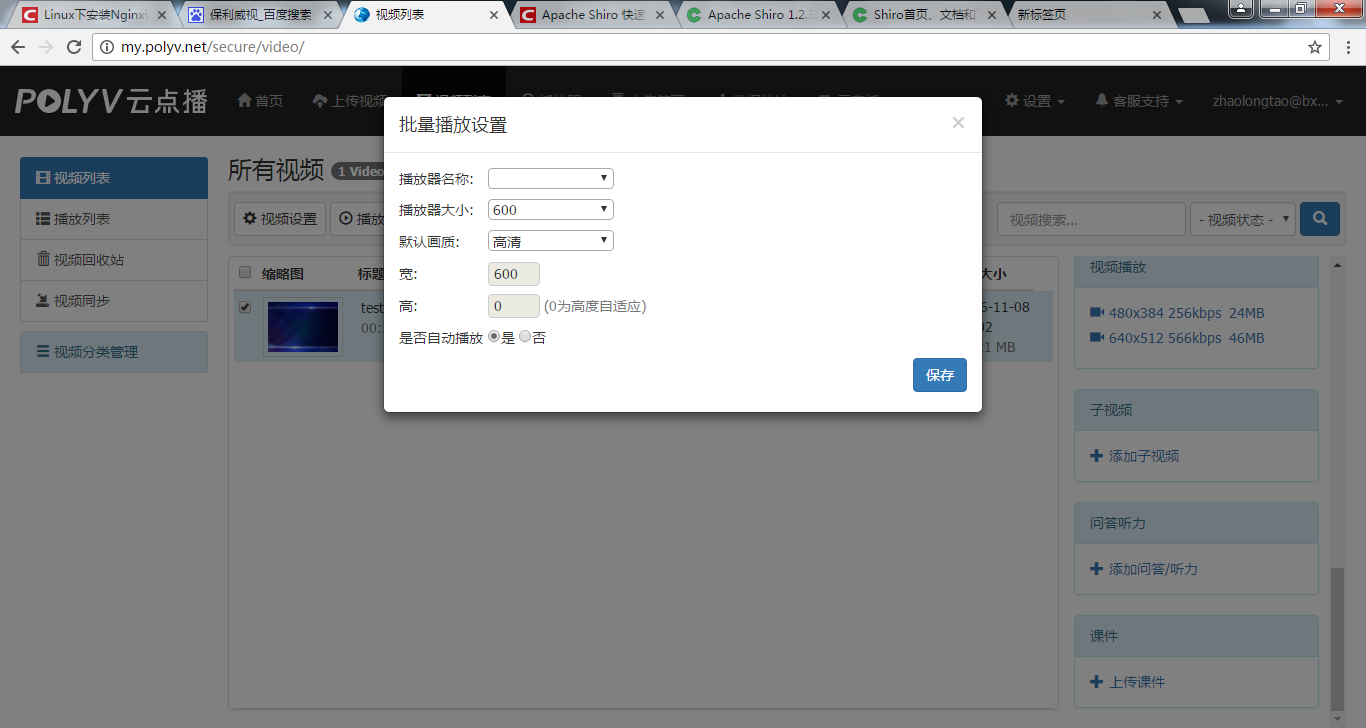 Linux下安装Nginx
保利威视_百度搜索
视频列表
Apache Shiro 快速
Apache Shiro 1.2.3
Shiro首页、文档和
新标签页
my.polyv.net/secure/video/
POLYV云点播
首页
上传视频
设置
客服支持
zhaolongtao@bx...
批量播放设置
×
播放器名称:
播放器大小: 600
默认画质: 高清
宽: 600
高: 0 (0为高度自适应)
是否自动播放 是 否
保存
视频列表
播放列表
视频回收站
视频同步
视频分类管理
所有视频 1 Video
视频设置
播放
视频搜索...
- 视频状态 -
缩略图
标题
大小
test
00:
6-11-08
02
1 MB
视频播放
480x384 256kbps 24MB
640x512 566kbps 46MB
子视频
添加子视频
问答听力
添加问答/听力
课件
上传课件